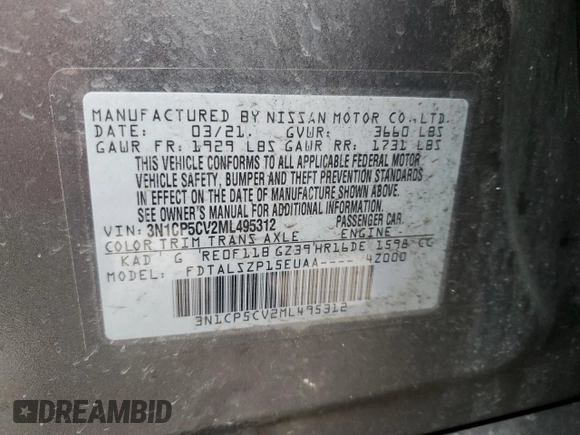 MANUFACTURED BY NISSAN MOTOR CO.,LTD.
DATE: 03/21. GVWR: 3660 LBS
GAWR FR: 1929 LBS GAWR RR: 1731 LBS
THIS VEHICLE CONFORMS TO ALL APPLICABLE FEDERAL MOTOR
VEHICLE SAFETY, BUMPER AND THEFT PREVENTION STANDARDS
IN EFFECT ON THE DATE OF MANUFACTURE SHOWN ABOVE.
SEE OWNER'S MANUAL FOR ADDITIONAL INFORMATION.
VIN: 3N1CP5CV2ML495312 PASSENGER CAR.
COLOR TRIM TRANS AXLE ENGINE
KAD G RE0F11B GZ39 HR16DE 1598 CC
FDTALSZP15EUAA---- 4Z000
3N1CP5CV2ML495312
DREAMBID